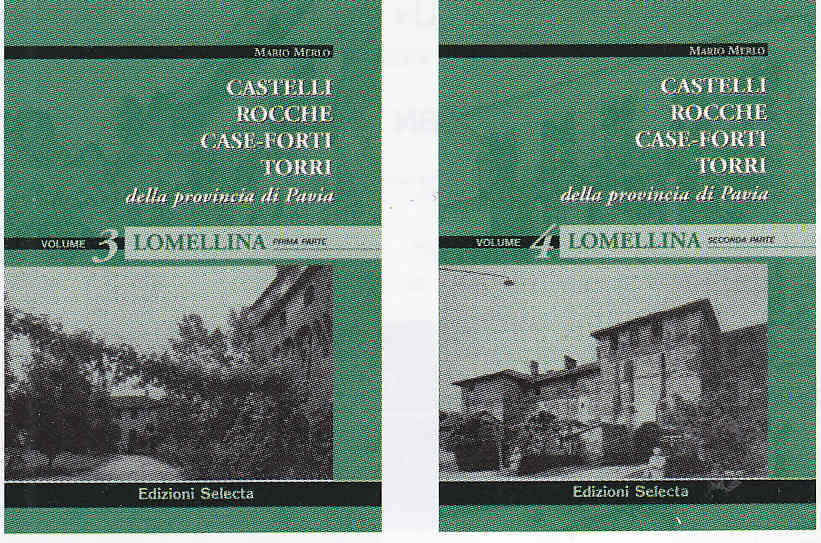 MARIO MERLO
CASTELLI
ROCCHE
CASE-FORTI
TORRI
della provincia di Pavia
VOLUME 3 LOMELLINA PRIMA PARTE
Edizioni Selecta
MARIO MERLO
CASTELLI
ROCCHE
CASE-FORTI
TORRI
della provincia di Pavia
VOLUME 4 LOMELLINA SECONDA PARTE
Edizioni Selecta